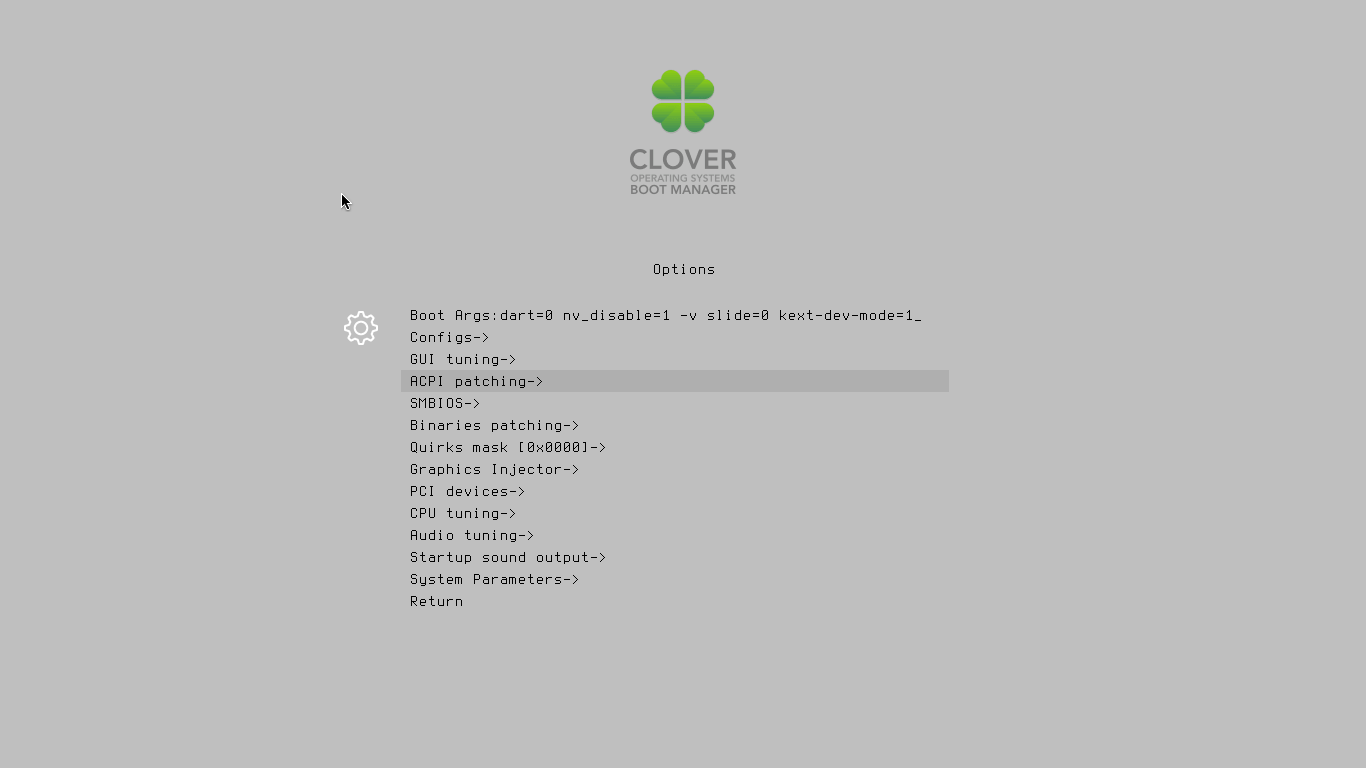 CLOVER
OPERATING SYSTEMS
BOOT MANAGER
Options
Boot Args:dart=0 nv_disable=1 -v slide=0 kext-dev-mode=1_
Configs->
GUI tuning->
ACPI patching->
SMBIOS->
Binaries patching->
Quirks mask [0x0000]->
Graphics Injector->
PCI devices->
CPU tuning->
Audio tuning->
Startup sound output->
System Parameters->
Return